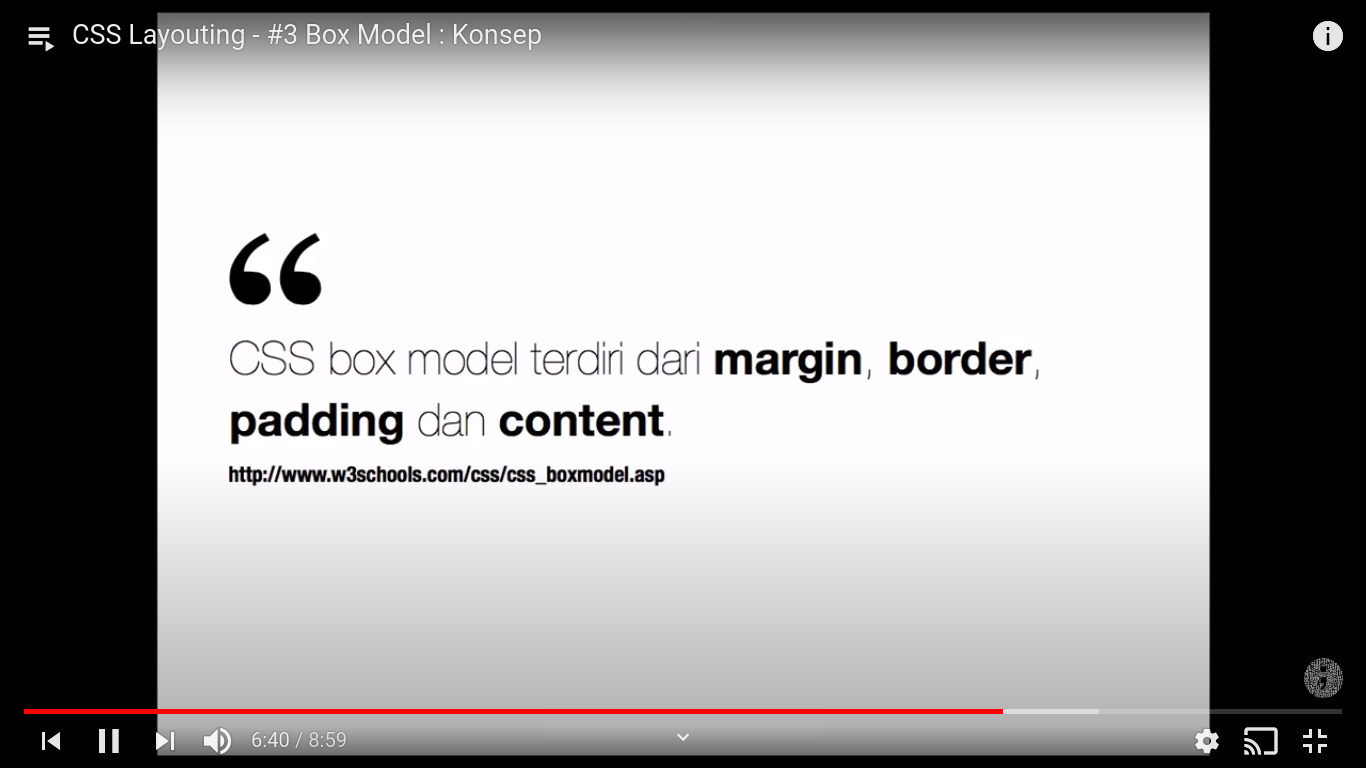 CSS Layouting - #3 Box Model : Konsep
“
CSS box model terdiri dari margin, border,
padding dan content.
http://www.w3schools.com/css/css_boxmodel.asp
6:40 / 8:59